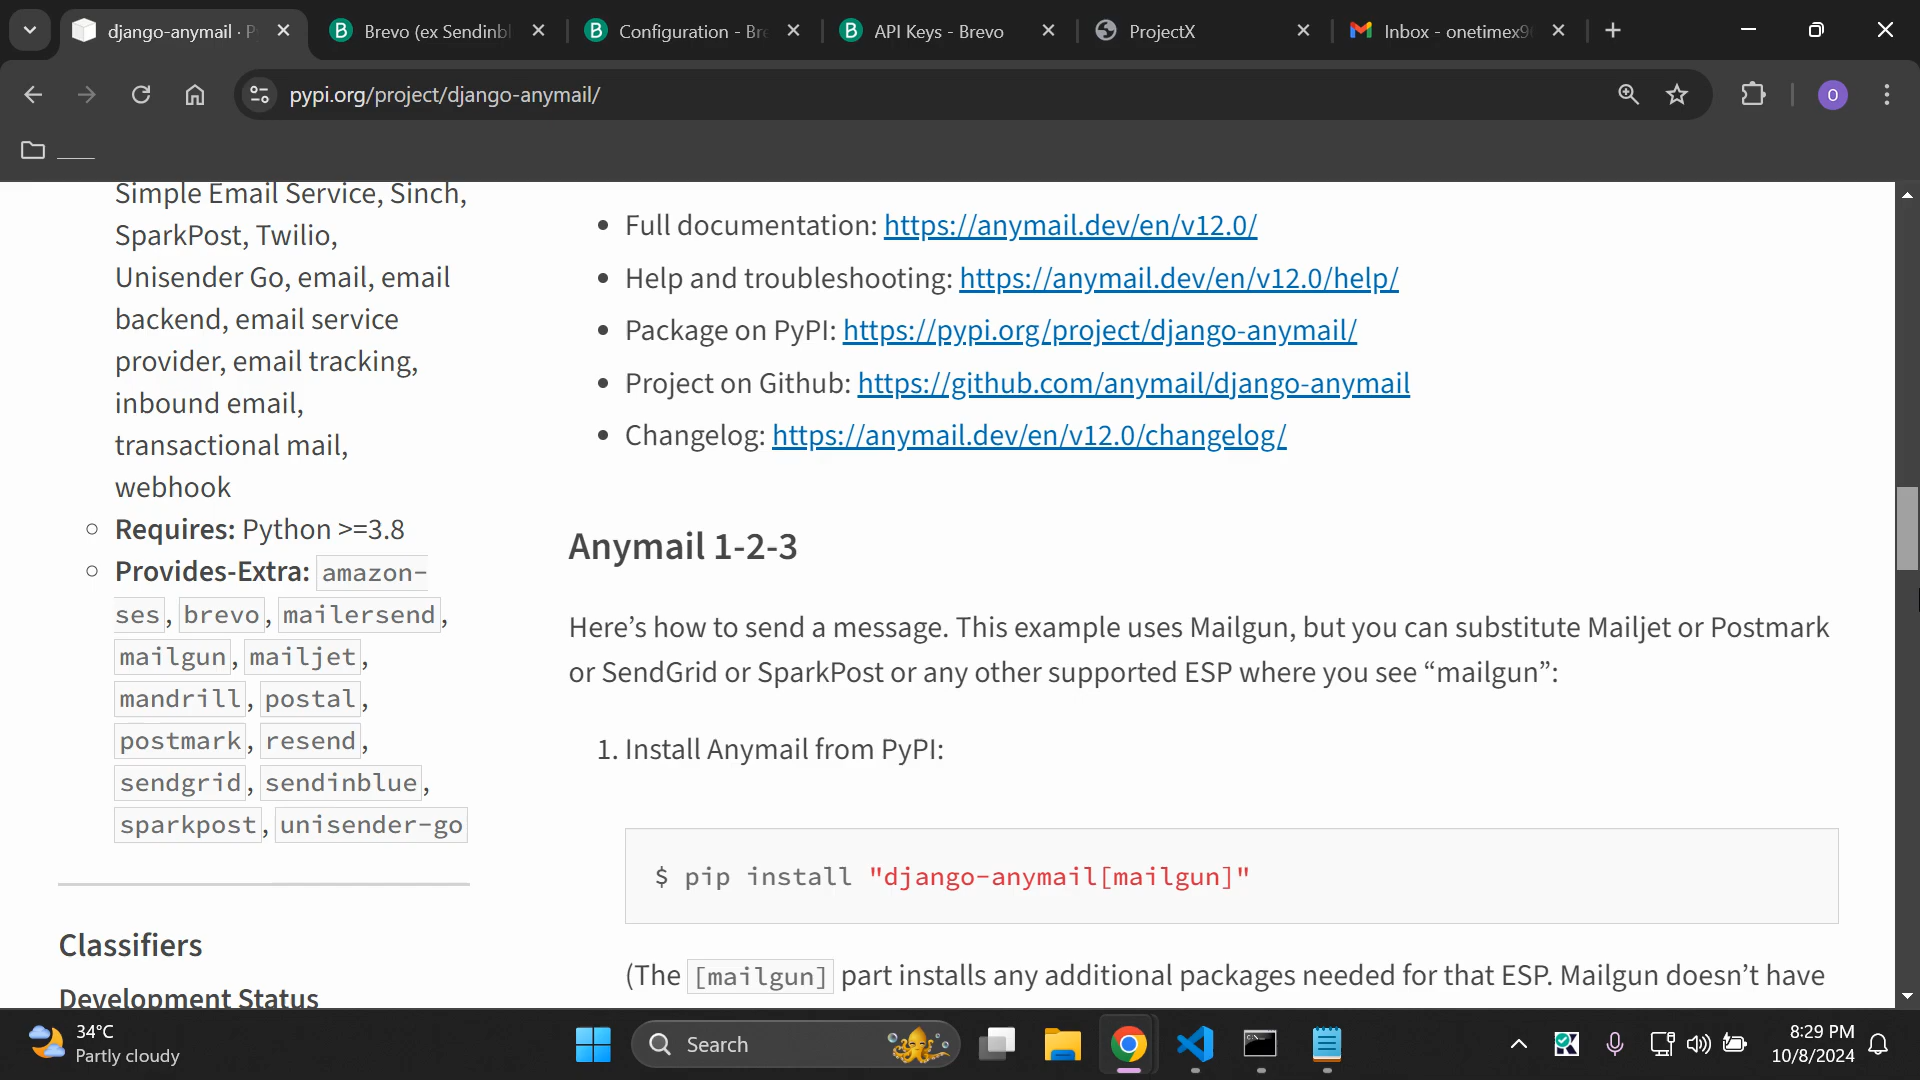 django-anymail · P
Brevo (ex Sendinbl
Configuration - Bre
API Keys - Brevo
ProjectX
Inbox - onetimex9
pypi.org/project/django-anymail/
O
____
Simple Email Service, Sinch,
SparkPost, Twilio,
Unisender Go, email, email
backend, email service
provider, email tracking,
inbound email,
transactional mail,
webhook
Requires: Python >=3.8
Provides-Extra: amazon-
ses, brevo, mailersend,
mailgun, mailjet,
mandrill, postal,
postmark, resend,
sendgrid, sendinblue,
sparkpost, unisender-go
Classifiers
Development Status
Full documentation: https://anymail.dev/en/v12.0/
Help and troubleshooting: https://anymail.dev/en/v12.0/help/
Package on PyPI: https://pypi.org/project/django-anymail/
Project on Github: https://github.com/anymail/django-anymail
Changelog: https://anymail.dev/en/v12.0/changelog/
Anymail 1-2-3
Here’s how to send a message. This example uses Mailgun, but you can substitute Mailjet or Postmark
or SendGrid or SparkPost or any other supported ESP where you see “mailgun”:
1. Install Anymail from PyPI:
$ pip install "django-anymail[mailgun]"
(The [mailgun] part installs any additional packages needed for that ESP. Mailgun doesn’t have
34°C
Partly cloudy
Search
8:29 PM
10/8/2024